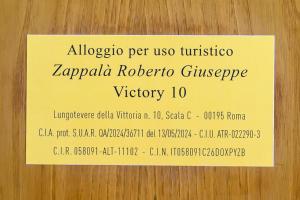 Alloggio per uso turistico
Zappalà Roberto Giuseppe
Victory 10
Lungotevere della Vittoria n. 10, Scala C - 00195 Roma
C.I.A. prot. S.U.A.R. QA/2024/36711 del 13/05/2024 - C.I.U. ATR-022290-3
C.I.R. 058091-ALT-11102 - C.I.N. IT058091C26DOXPYZB